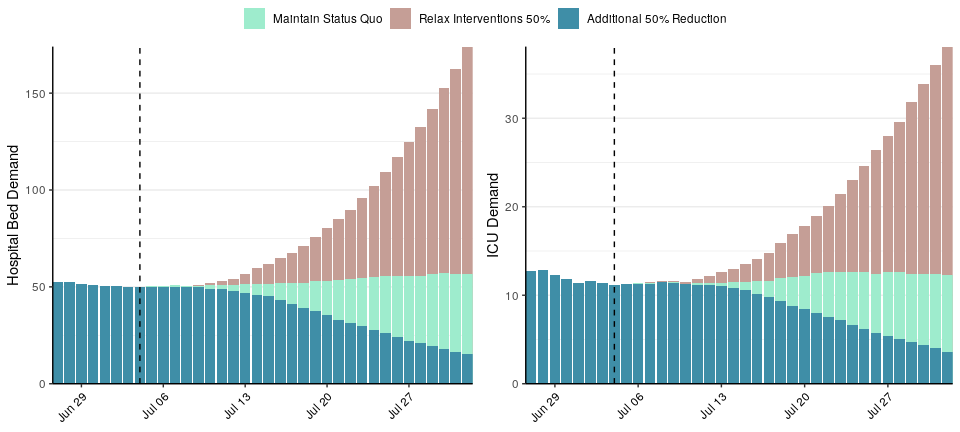 Maintain Status Quo Relax Interventions 50% Additional 50% Reduction
Hospital Bed Demand
150
100
50
0
Jun 29 Jul 06 Jul 13 Jul 20 Jul 27
ICU Demand
30
20
10
0
Jun 29 Jul 06 Jul 13 Jul 20 Jul 27